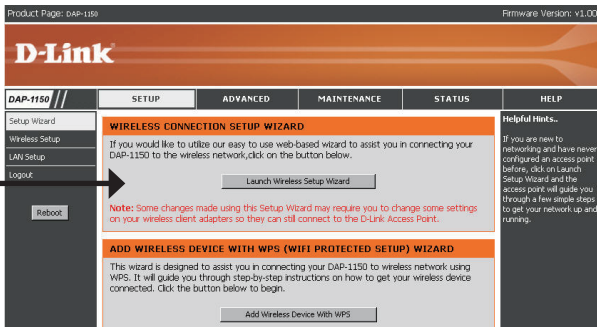 Product Page: DAP-1150 Firmware Version: v1.00
D-Link
DAP-1150 // SETUP ADVANCED MAINTENANCE STATUS HELP
Setup Wizard
Wireless Setup
LAN Setup
Logout
Reboot
WIRELESS CONNECTION SETUP WIZARD
If you would like to utilize our easy to use web-based wizard to assist you in connecting your
DAP-1150 to the wireless network,click on the button below.
Launch Wireless Setup Wizard
Note: Some changes made using this Setup Wizard may require you to change some settings
on your wireless client adapters so they can still connect to the D-Link Access Point.
ADD WIRELESS DEVICE WITH WPS (WIFI PROTECTED SETUP) WIZARD
This wizard is designed to assist you in connecting your DAP-1150 to wireless network using
WPS. It will guide you through step-by-step instructions on how to get your wireless device
connected. Click the button below to begin.
Add Wireless Device With WPS
Helpful Hints..
If you are new to
networking and have never
configured an access point
before, click on Launch
Setup Wizard and the
access point will guide you
through a few simple steps
to get your network up and
running.